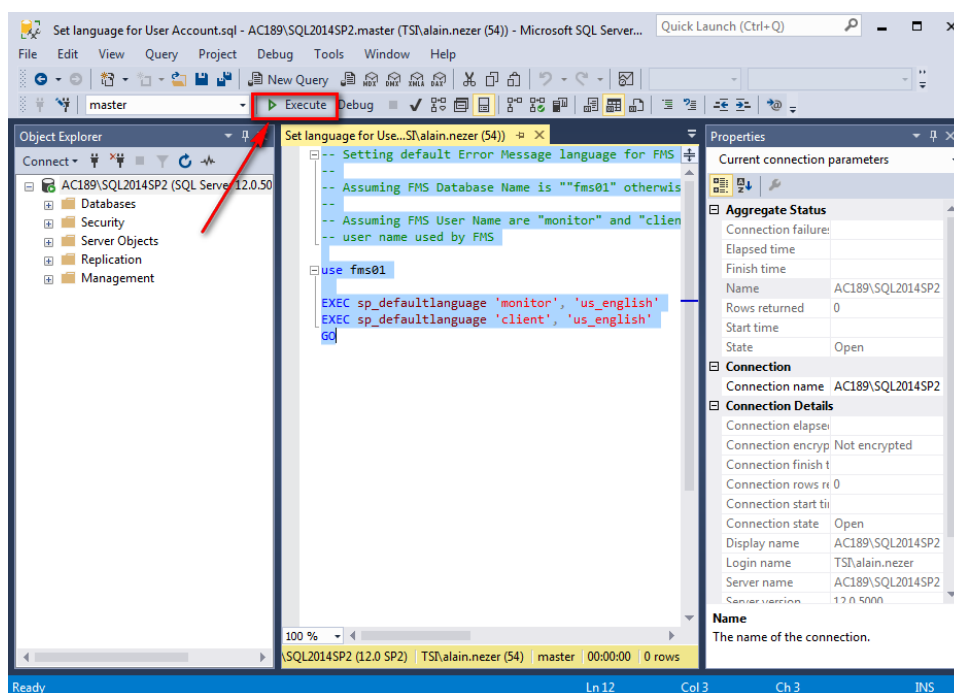 Set language for User Account.sql - AC189\SQL2014SP2.master (TSI\alain.nezer (54)) - Microsoft SQL Server...
Quick Launch (Ctrl+Q)
File Edit View Query Project Debug Tools Window Help
New Query
master
Execute Debug
Object Explorer
Connect
AC189\SQL2014SP2 (SQL Server 12.0.50
Databases
Security
Server Objects
Replication
Management
Set language for Use...SI\alain.nezer (54))
-- Setting default Error Message language for FMS
--
-- Assuming FMS Database Name is ""fms01" otherwis
--
-- Assuming FMS User Name are "monitor" and "clien
-- user name used by FMS
use fms01
EXEC sp_defaultlanguage 'monitor', 'us_english'
EXEC sp_defaultlanguage 'client', 'us_english'
GO
100 %
\SQL2014SP2 (12.0 SP2) TSI\alain.nezer (54) master 00:00:00 0 rows
Properties
Current connection parameters
Aggregate Status
Connection failure
Elapsed time
Finish time
Name AC189\SQL2014SP2
Rows returned 0
Start time
State Open
Connection
Connection name AC189\SQL2014SP2
Connection Details
Connection elapse
Connection encryp Not encrypted
Connection finish t
Connection rows re 0
Connection start ti
Connection state Open
Display name AC189\SQL2014SP2
Login name TSI\alain.nezer
Server name AC189\SQL2014SP2
Server version 12.0.5000
Name
The name of the connection.
Ready Ln 12 Col 3 Ch 3 INS